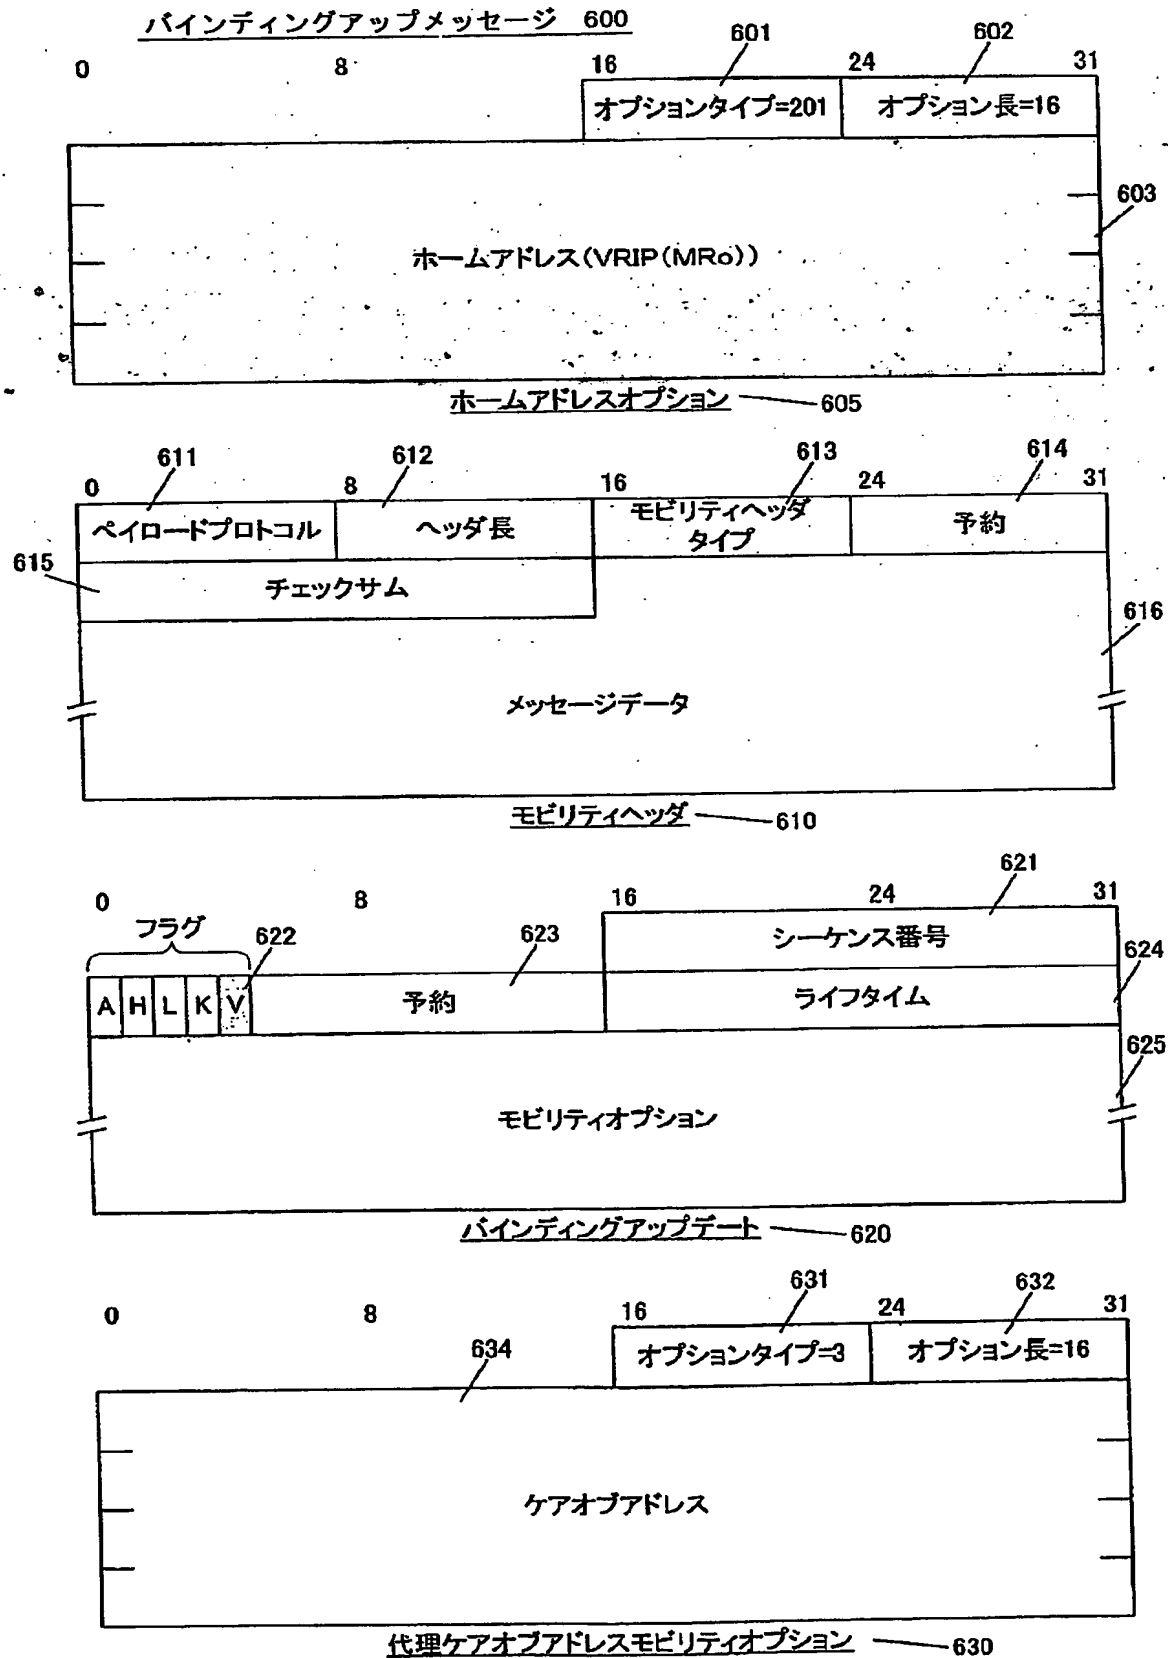 バインディングアップメッセージ 600
601
602
0 8 16 24 31
オプションタイプ=201 オプション長=16
603
ホームアドレス(VRIP(MRo))
ホームアドレスオプション 605
611 612 613 614
0 8 16 24 31
ペイロードプロトコル ヘッダ長 モビリティヘッダ
タイプ
予約
615 チェックサム
616
メッセージデータ
モビリティヘッダ 610
621
0 8 16 24 31
フラグ
622 623 シーケンス番号
624
A H L K V 予約 ライフタイム
625
モビリティオプション
バインディングアップデート 620
631 632
0 8 16 24 31
634 オプションタイプ=3 オプション長=16
ケアオブアドレス
代理ケアオブアドレスモビリティオプション 630